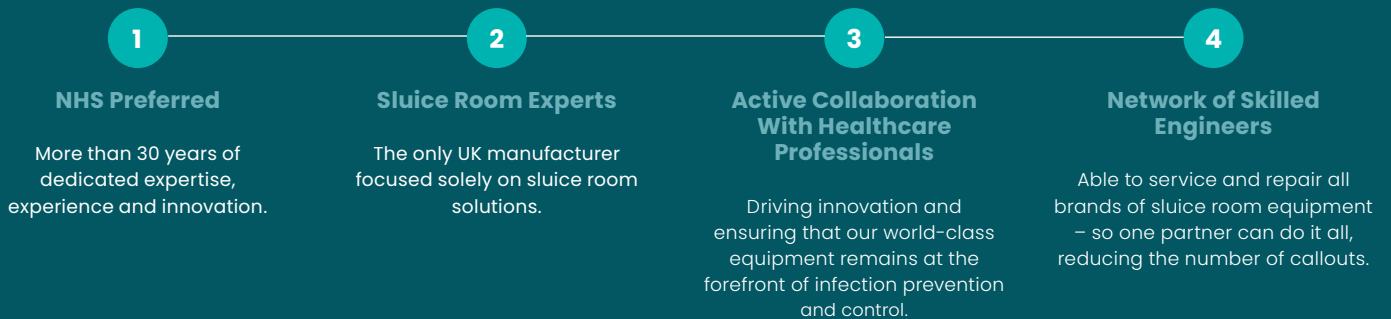 1
NHS Preferred
More than 30 years of
dedicated expertise,
experience and innovation.
2
Sluice Room Experts
The only UK manufacturer
focused solely on sluice room
solutions.
3
Active Collaboration
With Healthcare
Professionals
Driving innovation and
ensuring that our world-class
equipment remains at the
forefront of infection prevention
and control.
4
Network of Skilled
Engineers
Able to service and repair all
brands of sluice room equipment
– so one partner can do it all,
reducing the number of callouts.